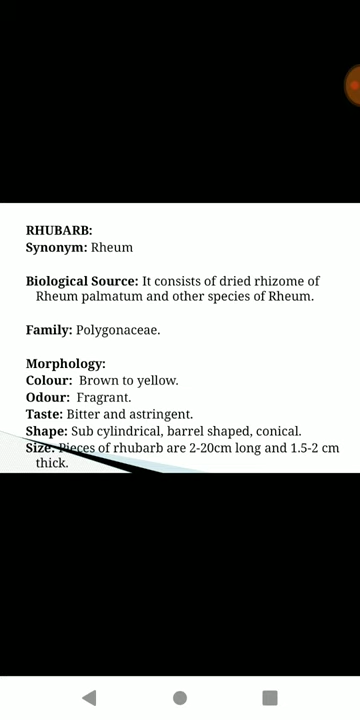 RHUBARB:
Synonym: Rheum
Biological Source: It consists of dried rhizome of
Rheum palmatum and other species of Rheum.
Family: Polygonaceae.
Morphology:
Colour: Brown to yellow.
Odour: Fragrant.
Taste: Bitter and astringent.
Shape: Sub cylindrical, barrel shaped, conical.
Size: Pieces of rhubarb are 2-20cm long and 1.5-2 cm
thick.